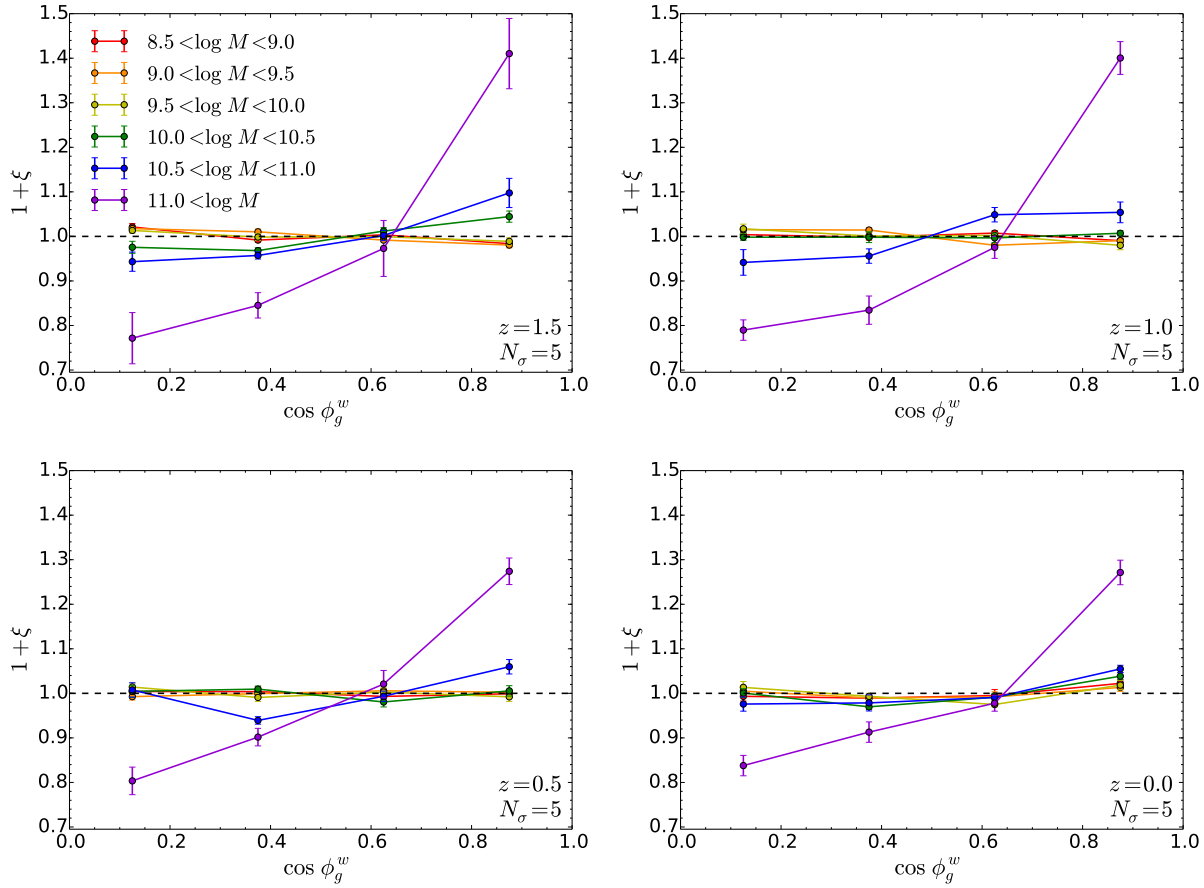 1.5
1.4
1.3
1.2
1.1
1.0
0.9
0.8
0.7
1 + ξ
8.5 < log M < 9.0
9.0 < log M < 9.5
9.5 < log M < 10.0
10.0 < log M < 10.5
10.5 < log M < 11.0
11.0 < log M
z = 1.5
N_σ = 5
0.0 0.2 0.4 0.6 0.8 1.0
cos φ_g^w
1.5
1.4
1.3
1.2
1.1
1.0
0.9
0.8
0.7
1 + ξ
z = 1.0
N_σ = 5
0.0 0.2 0.4 0.6 0.8 1.0
cos φ_g^w
1.5
1.4
1.3
1.2
1.1
1.0
0.9
0.8
0.7
1 + ξ
z = 0.5
N_σ = 5
0.0 0.2 0.4 0.6 0.8 1.0
cos φ_g^w
1.5
1.4
1.3
1.2
1.1
1.0
0.9
0.8
0.7
1 + ξ
z = 0.0
N_σ = 5
0.0 0.2 0.4 0.6 0.8 1.0
cos φ_g^w